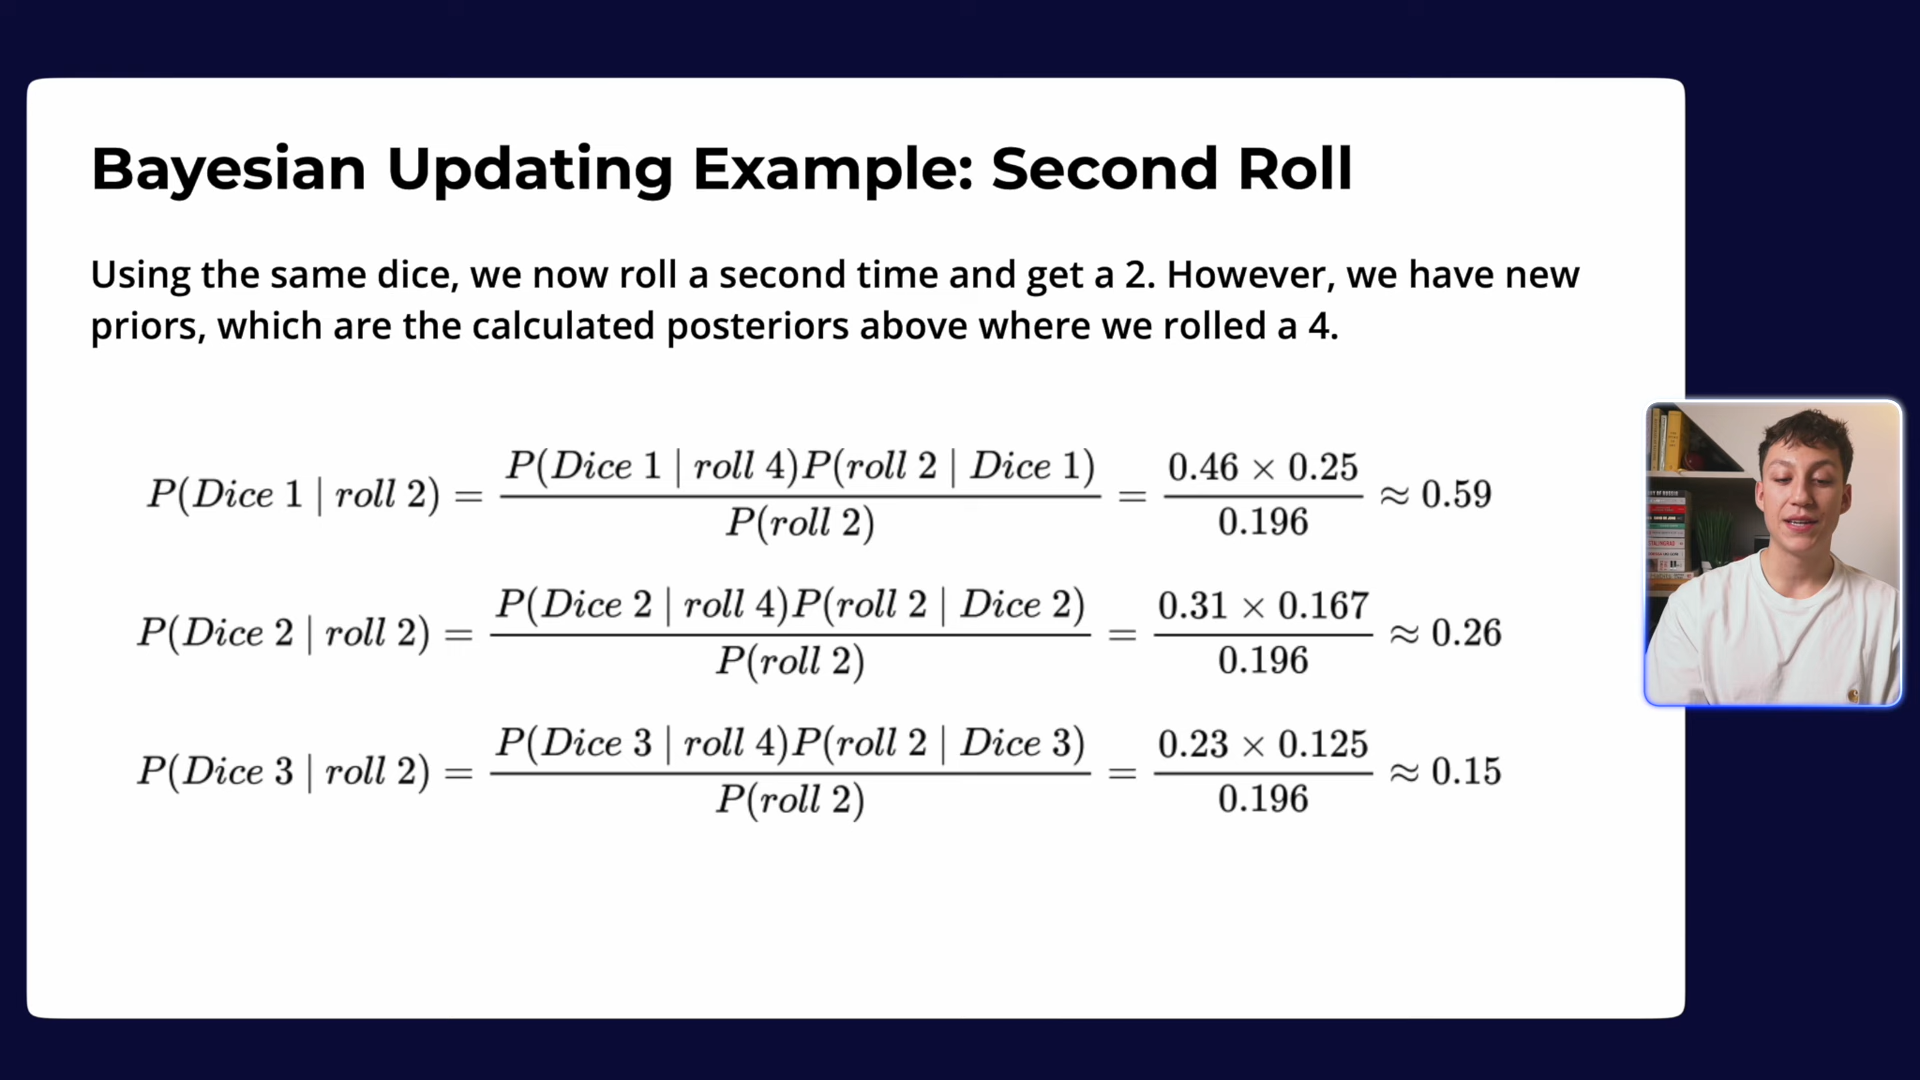 Bayesian Updating Example: Second Roll
Using the same dice, we now roll a second time and get a 2. However, we have new
priors, which are the calculated posteriors above where we rolled a 4.
P(Dice 1 | roll 2) = P(Dice 1 | roll 4)P(roll 2 | Dice 1) / P(roll 2) = 0.46 × 0.25 / 0.196 ≈ 0.59
P(Dice 2 | roll 2) = P(Dice 2 | roll 4)P(roll 2 | Dice 2) / P(roll 2) = 0.31 × 0.167 / 0.196 ≈ 0.26
P(Dice 3 | roll 2) = P(Dice 3 | roll 4)P(roll 2 | Dice 3) / P(roll 2) = 0.23 × 0.125 / 0.196 ≈ 0.15